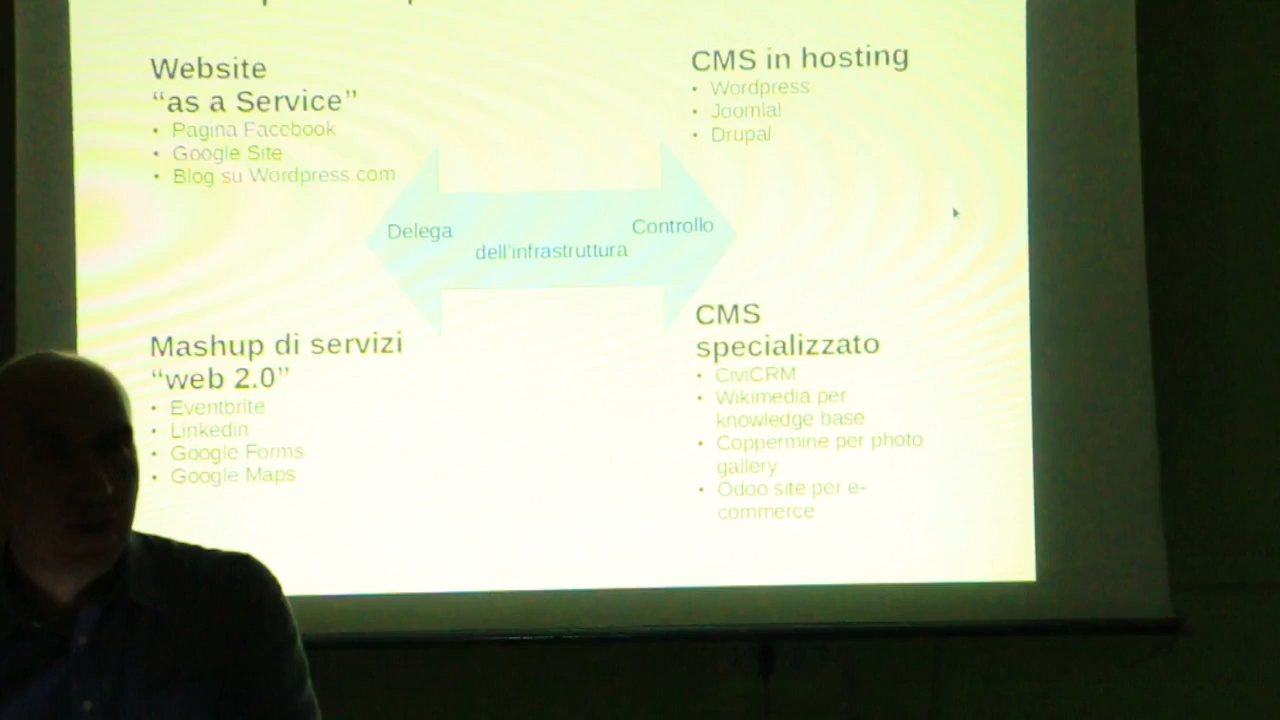 Website
“as a Service”
• Pagina Facebook
• Google Site
• Blog su Wordpress.com
CMS in hosting
• Wordpress
• Joomla!
• Drupal
Delega
Controllo
dell'infrastruttura
Mashup di servizi
“web 2.0”
• Eventbrite
• Linkedin
• Google Forms
• Google Maps
CMS
specializzato
• CiviCRM
• Wikimedia per
knowledge base
• Coppermine per photo
gallery
• Odoo site per e-
commerce